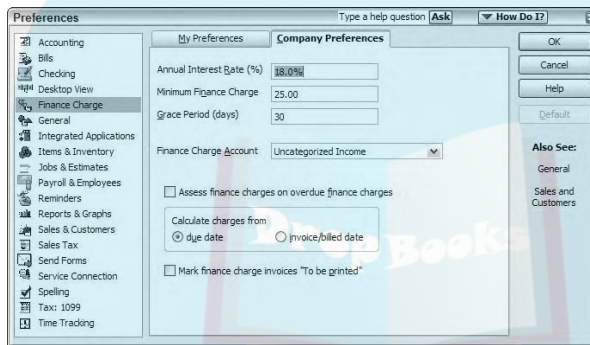 Preferences
Type a help question Ask
How Do I?
Accounting
Bills
Checking
Desktop View
Finance Charge
General
Integrated Applications
Items & Inventory
Jobs & Estimates
Payroll & Employees
Reminders
Reports & Graphs
Sales & Customers
Sales Tax
Send Forms
Service Connection
Spelling
Tax: 1099
Time Tracking
My Preferences
Company Preferences
Annual Interest Rate (%) 18.0%
Minimum Finance Charge 25.00
Grace Period (days) 30
Finance Charge Account Uncategorized Income
Assess finance charges on overdue finance charges
Calculate charges from
due date invoice/billed date
Mark finance charge invoices "To be printed"
OK
Cancel
Help
Default
Also See:
General
Sales and
Customers
DropBooks